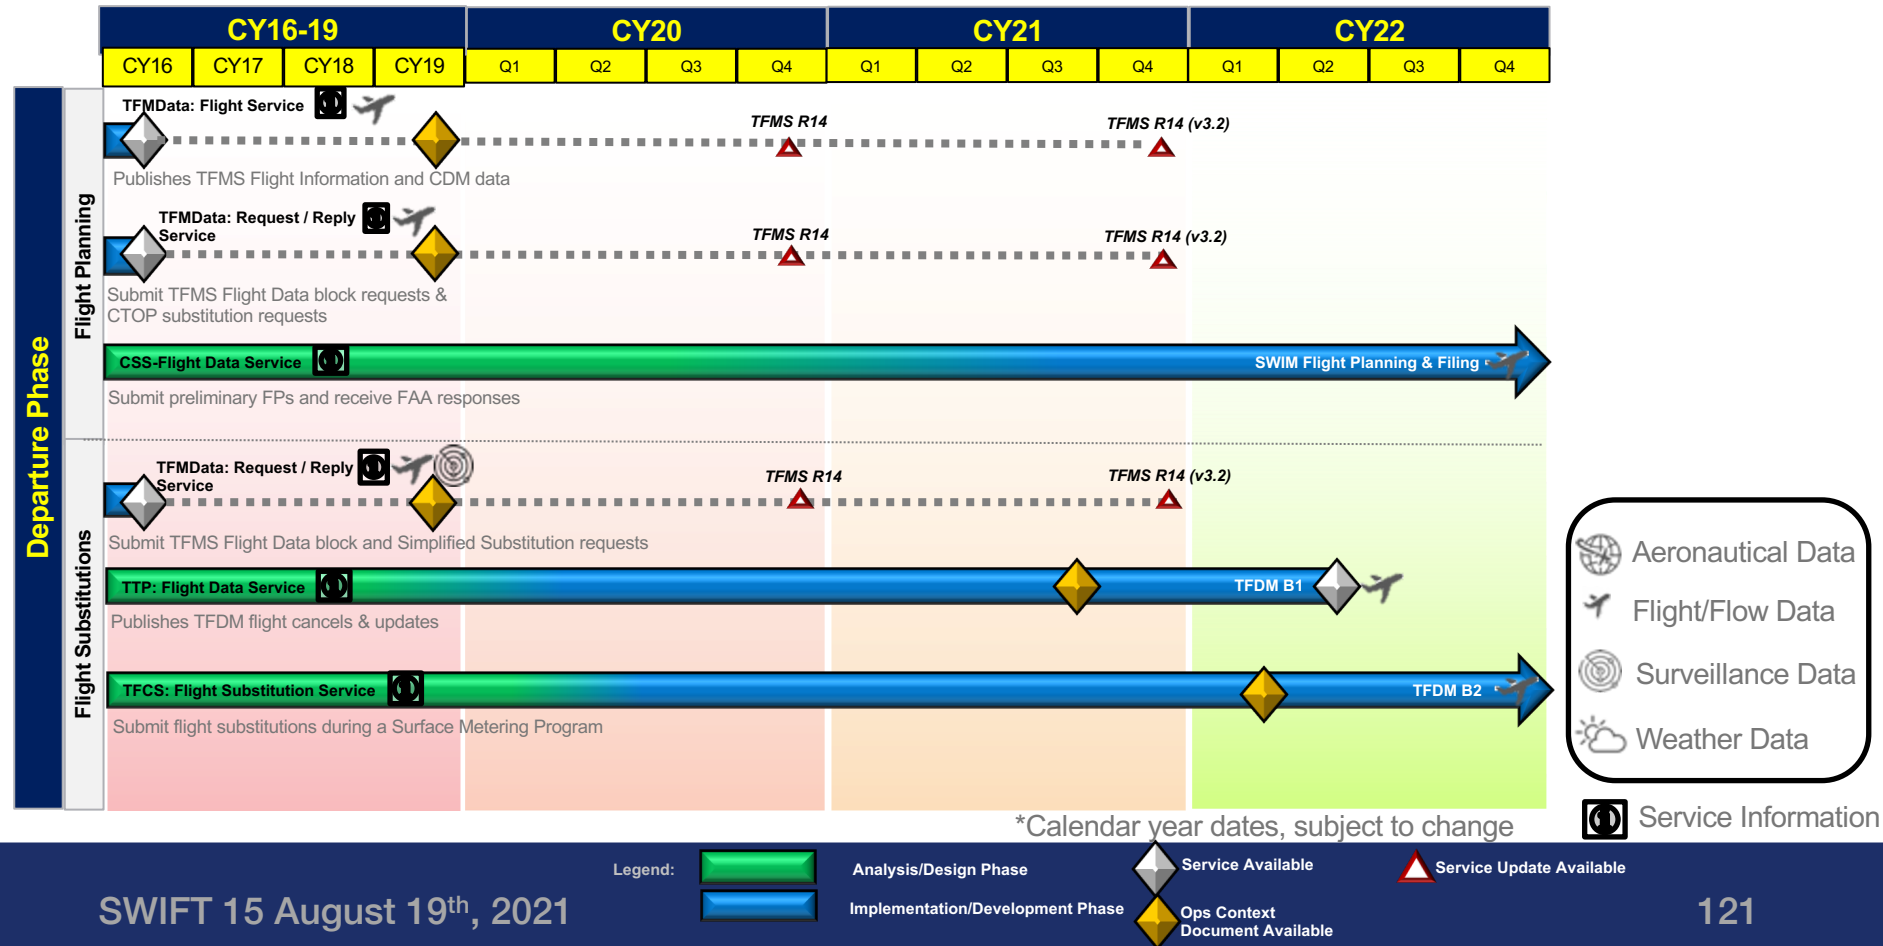 CY16-19
CY20
CY21
CY22
CY16
CY17
CY18
CY19
Q1
Q2
Q3
Q4
Q1
Q2
Q3
Q4
Q1
Q2
Q3
Q4
Departure Phase
Flight Planning
TFMData: Flight Service
TFMS R14
TFMS R14 (v3.2)
Publishes TFMS Flight Information and CDM data
TFMData: Request / Reply
Service
TFMS R14
TFMS R14 (v3.2)
Submit TFMS Flight Data block requests &
CTOP substitution requests
CSS-Flight Data Service
SWIM Flight Planning & Filing
Submit preliminary FPs and receive FAA responses
Flight Substitutions
TFMData: Request / Reply
Service
TFMS R14
TFMS R14 (v3.2)
Submit TFMS Flight Data block and Simplified Substitution requests
TTP: Flight Data Service
TFDM B1
Publishes TFDM flight cancels & updates
TFCS: Flight Substitution Service
TFDM B2
Submit flight substitutions during a Surface Metering Program
Aeronautical Data
Flight/Flow Data
Surveillance Data
Weather Data
Service Information
*Calendar year dates, subject to change
Legend:
Analysis/Design Phase
Implementation/Development Phase
Service Available
Ops Context
Document Available
Service Update Available
SWIFT 15 August 19th, 2021
121